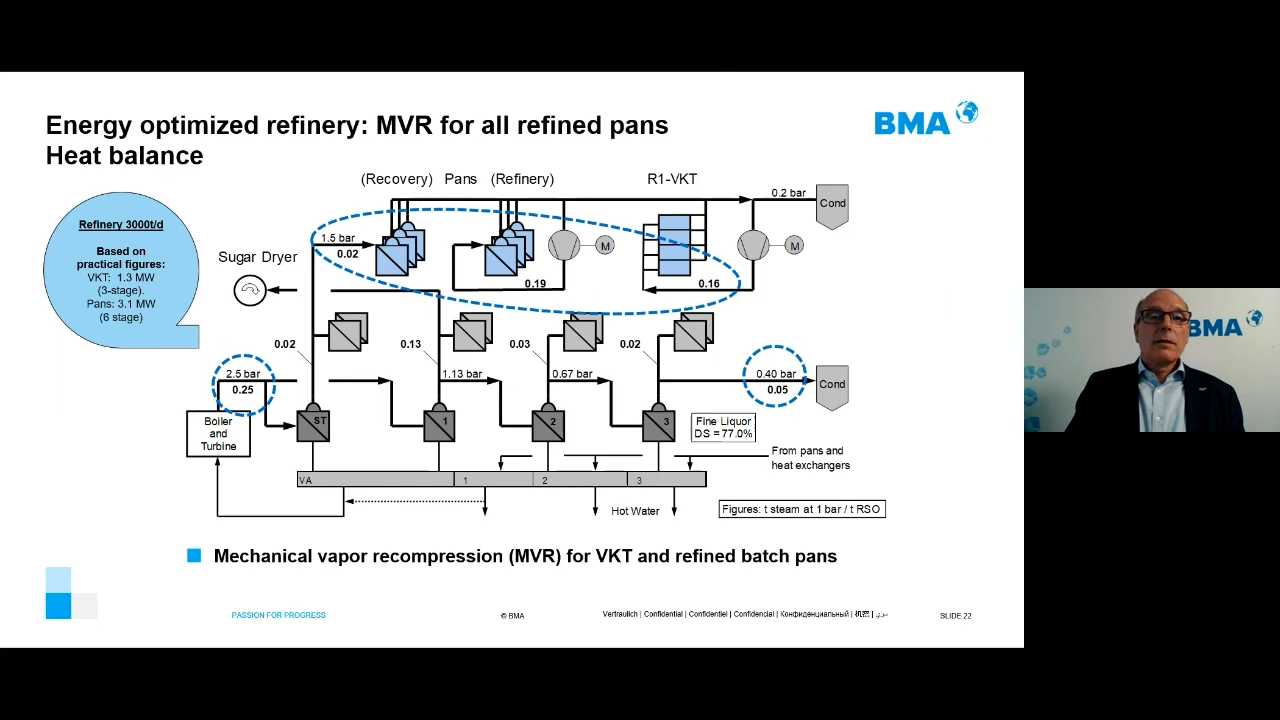 Energy optimized refinery: MVR for all refined pans
Heat balance
BMA
(Recovery) Pans (Refinery)
R1-VKT
0.2 bar
Cond
Refinery 3000t/d
Based on
practical figures:
VKT: 1.3 MW
(3-stage).
Pans: 3.1 MW
(6 stage)
Sugar Dryer
1.5 bar
0.02
M
M
0.19
0.16
0.02
0.13
0.03
0.02
2.5 bar
0.25
1.13 bar
0.67 bar
0.40 bar
0.05
Cond
Boiler
and
Turbine
ST
1
2
3
Fine Liquor
DS = 77.0%
From pans and
heat exchangers
VA
1
2
3
Hot Water
Figures: t steam at 1 bar / t RSO
Mechanical vapor recompression (MVR) for VKT and refined batch pans
PASSION FOR PROGRESS
© BMA
Vertraulich | Confidential | Confidentiel | Confidencial | Конфиденциальный | 机密 | سري
SLIDE 22
BMA